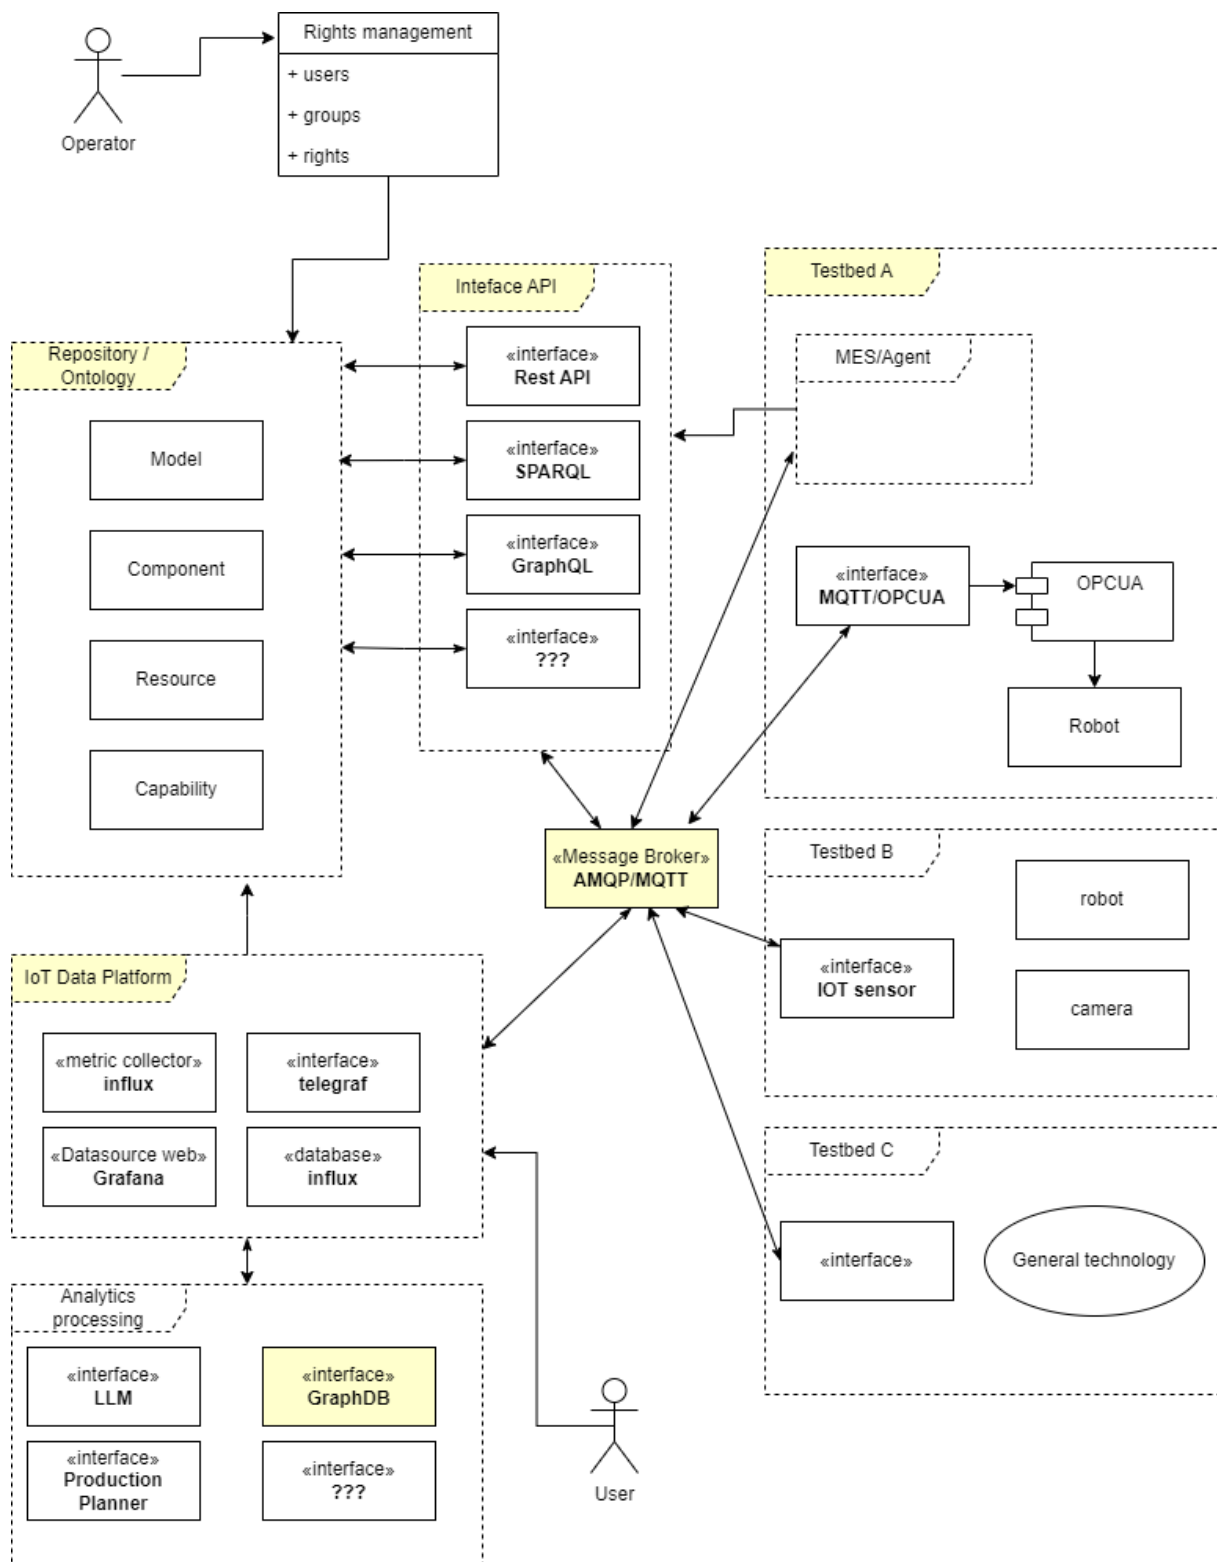 Operator
Rights management
+ users
+ groups
+ rights
Inteface API
«interface»
Rest API
«interface»
SPARQL
«interface»
GraphQL
«interface»
???
Repository /
Ontology
Model
Component
Resource
Capability
Testbed A
MES/Agent
«interface»
MQTT/OPCUA
OPCUA
Robot
«Message Broker»
AMQP/MQTT
Testbed B
robot
«interface»
IOT sensor
camera
IoT Data Platform
«metric collector»
influx
«interface»
telegraf
«Datasource web»
Grafana
«database»
influx
Testbed C
«interface»
General technology
Analytics
processing
«interface»
LLM
«interface»
GraphDB
«interface»
Production
Planner
«interface»
???
User